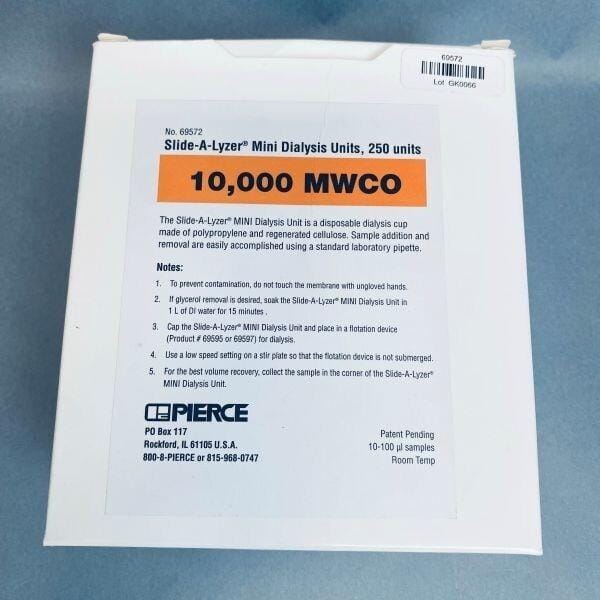 69572
Lot GK0066
No. 69572
Slide-A-Lyzer® Mini Dialysis Units, 250 units
10,000 MWCO
The Slide-A-Lyzer® MINI Dialysis Unit is a disposable dialysis cup
made of polypropylene and regenerated cellulose. Sample addition and
removal are easily accomplished using a standard laboratory pipette.
Notes:
1. To prevent contamination, do not touch the membrane with ungloved hands.
2. If glycerol removal is desired, soak the Slide-A-Lyzer® MINI Dialysis Unit in
1 L of DI water for 15 minutes .
3. Cap the Slide-A-Lyzer® MINI Dialysis Unit and place in a flotation device
(Product # 69595 or 69597) for dialysis.
4. Use a low speed setting on a stir plate so that the flotation device is not submerged.
5. For the best volume recovery, collect the sample in the corner of the Slide-A-Lyzer®
MINI Dialysis Unit.
PIERCE
PO Box 117
Rockford, IL 61105 U.S.A.
800-8-PIERCE or 815-968-0747
Patent Pending
10-100 µl samples
Room Temp